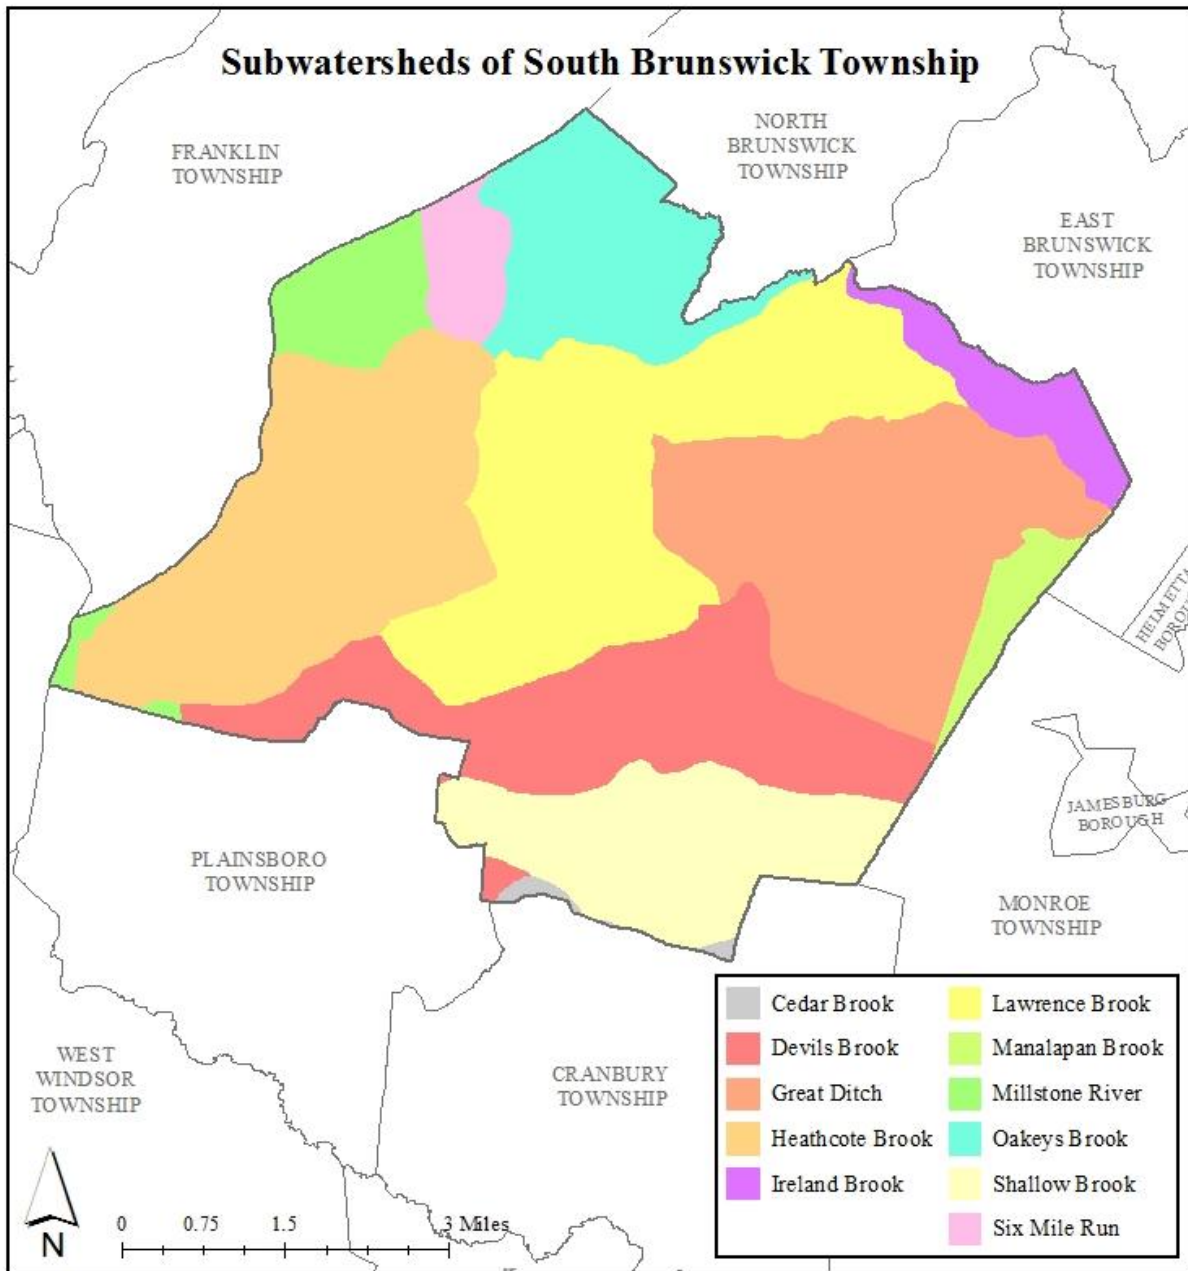 Subwatersheds of South Brunswick Township
NORTH
BRUNSWICK
TOWNSHIP
FRANKLIN
TOWNSHIP
EAST
BRUNSWICK
TOWNSHIP
HELMETTA
JAMESBURG
BOROUGH
PLAINSBORO
TOWNSHIP
MONROE
TOWNSHIP
WEST
WINDSOR
TOWNSHIP
CRANBURY
TOWNSHIP
Cedar Brook
Devils Brook
Great Ditch
Heathcote Brook
Ireland Brook
Lawrence Brook
Manalapan Brook
Millstone River
Oakeys Brook
Shallow Brook
Six Mile Run
N
0 0.75 1.5 3 Miles